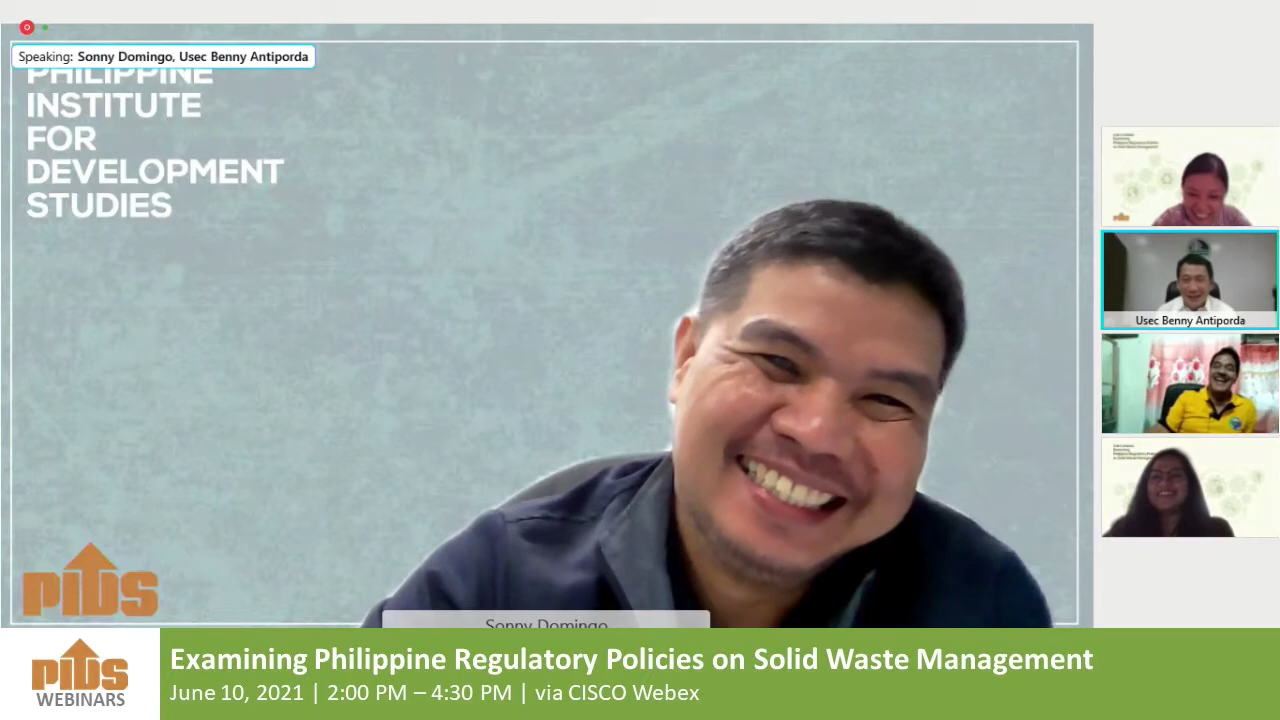 Speaking: Sonny Domingo, Usec Benny Antiporda
PHILIPPINE
INSTITUTE
FOR
DEVELOPMENT
STUDIES
Usec Benny Antiporda
PIDS
Sonny Domingo
PIDS
WEBINARS
Examining Philippine Regulatory Policies on Solid Waste Management
June 10, 2021 | 2:00 PM – 4:30 PM | via CISCO Webex